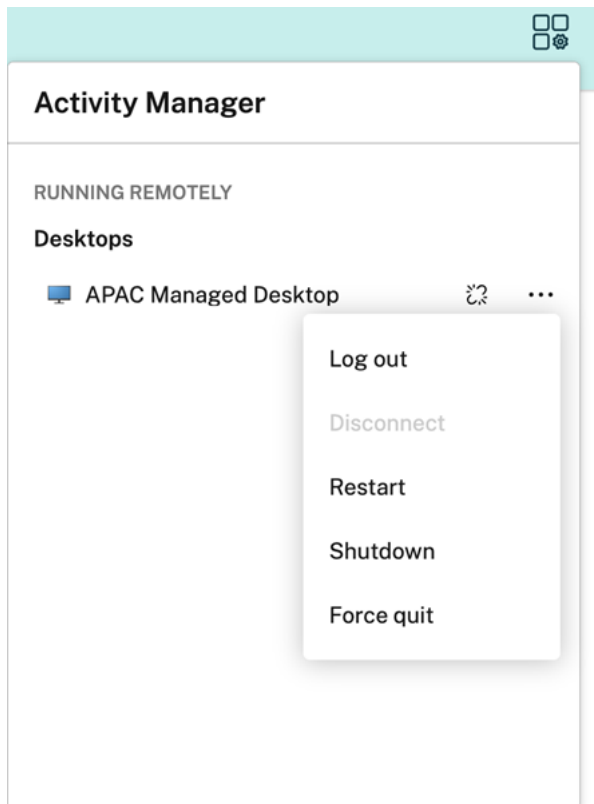 Activity Manager
RUNNING REMOTELY
Desktops
APAC Managed Desktop
Log out
Disconnect
Restart
Shutdown
Force quit